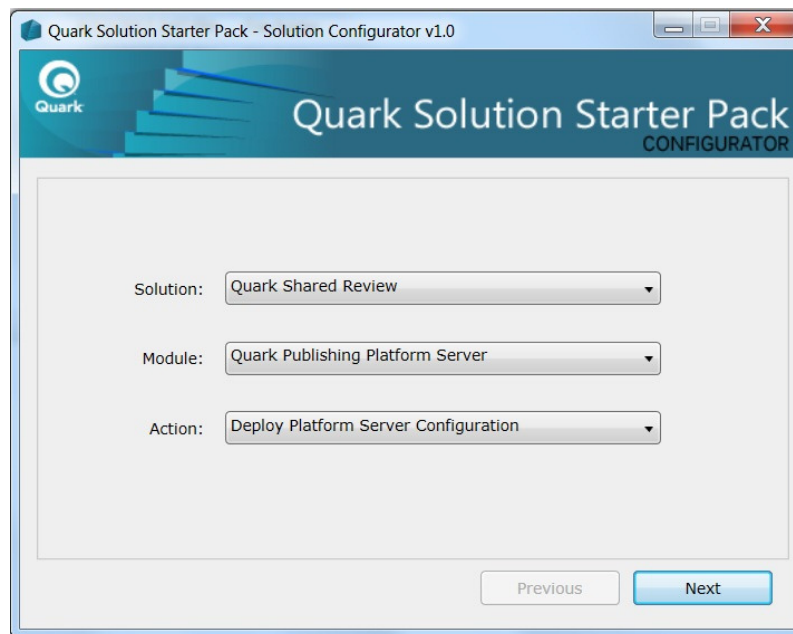 Quark Solution Starter Pack - Solution Configurator v1.0
Quark
Quark Solution Starter Pack
CONFIGURATOR
Solution: Quark Shared Review
Module: Quark Publishing Platform Server
Action: Deploy Platform Server Configuration
Previous Next